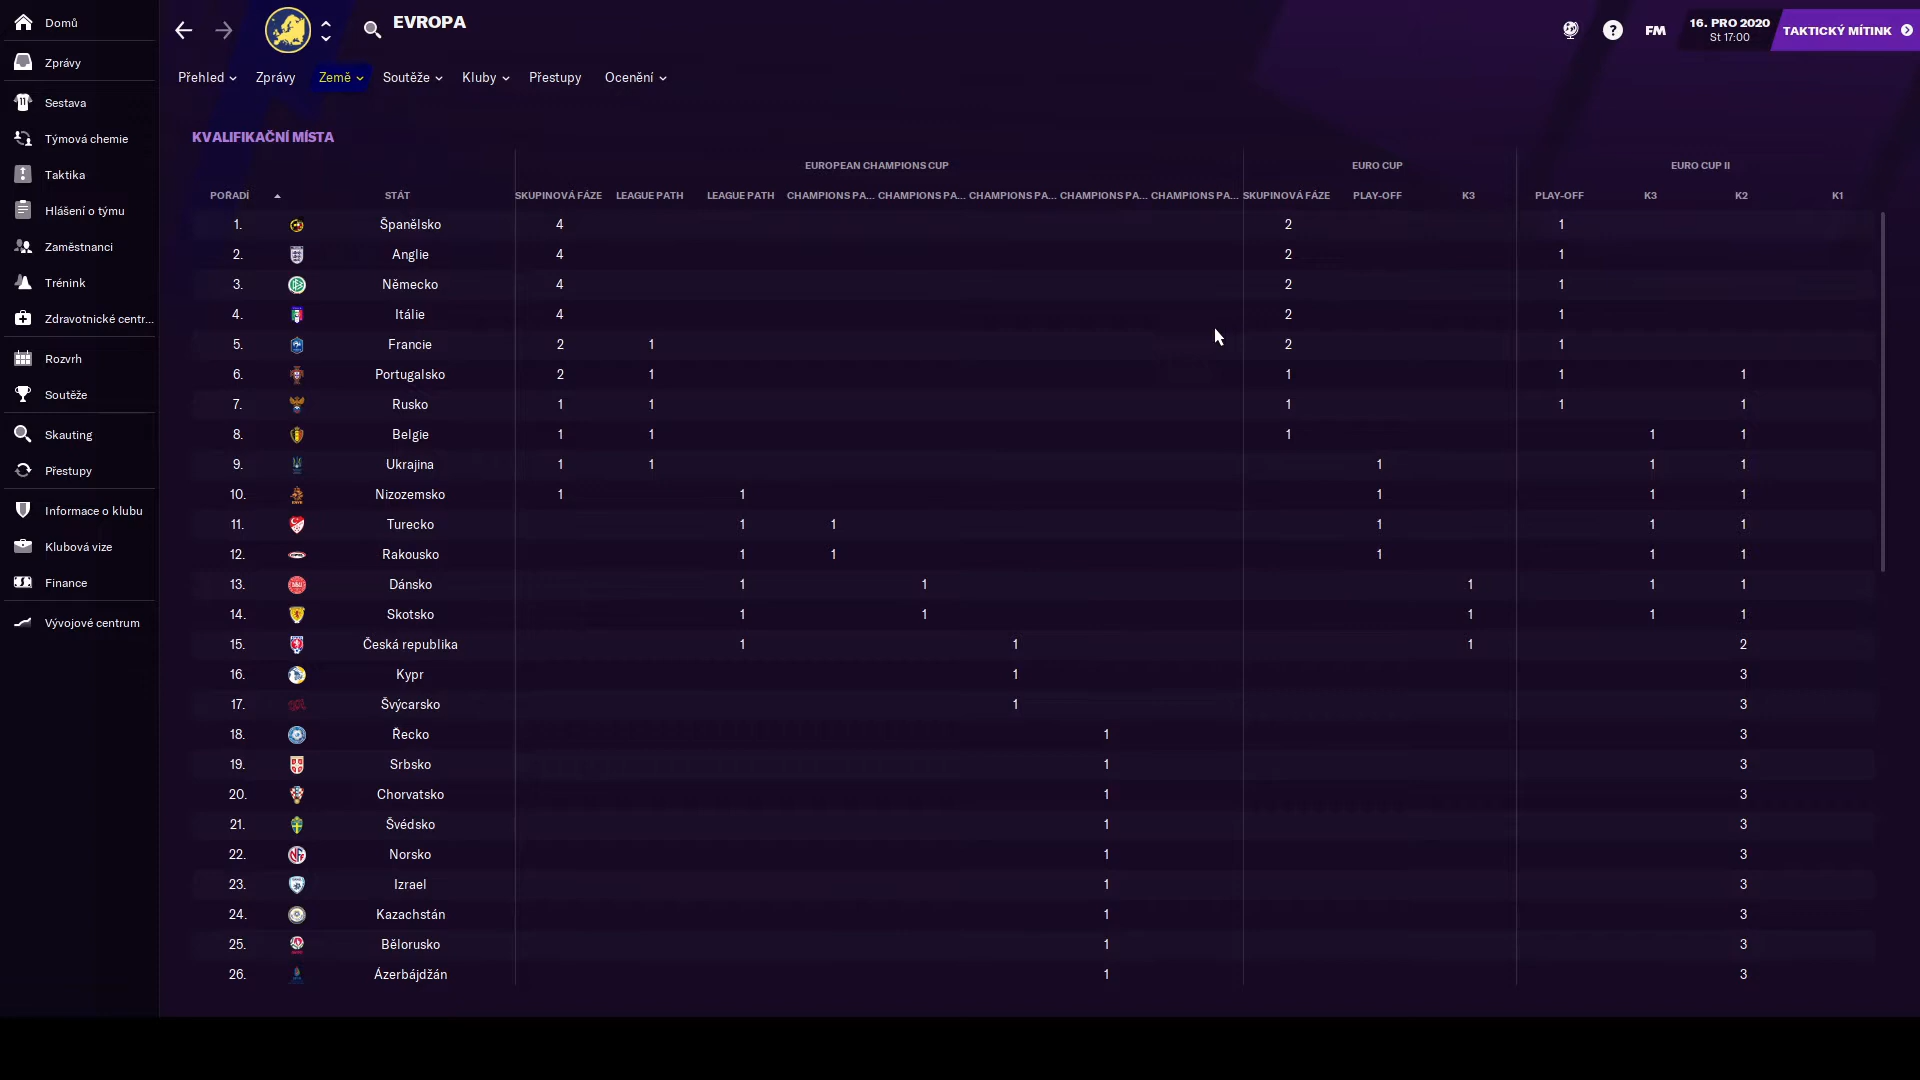 Domů
Zprávy
Sestava
Týmová chemie
Taktika
Hlášení o týmu
Zaměstnanci
Trénink
Zdravotnické centr...
Rozvrh
Soutěže
Skauting
Přestupy
Informace o klubu
Klubová vize
Finance
Vývojové centrum
EVROPA
FM
16. PRO 2020
St 17:00
TAKTICKÝ MÍTINK
Přehled Zprávy Země Soutěže Kluby Přestupy Ocenění
KVALIFIKAČNÍ MÍSTA
EUROPEAN CHAMPIONS CUP EURO CUP EURO CUP II
POŘADÍ STÁT SKUPINOVÁ FÁZE LEAGUE PATH LEAGUE PATH CHAMPIONS PA... CHAMPIONS PA... CHAMPIONS PA... CHAMPIONS PA... CHAMPIONS PA... SKUPINOVÁ FÁZE PLAY-OFF K3 PLAY-OFF K3 K2 K1
1. Španělsko 4 2 1
2. Anglie 4 2 1
3. Německo 4 2 1
4. Itálie 4 2 1
5. Francie 2 1 2 1
6. Portugalsko 2 1 1 1 1
7. Rusko 1 1 1 1 1
8. Belgie 1 1 1 1 1
9. Ukrajina 1 1 1 1 1
10. Nizozemsko 1 1 1 1 1
11. Turecko 1 1 1 1 1
12. Rakousko 1 1 1 1 1
13. Dánsko 1 1 1 1 1
14. Skotsko 1 1 1 1 1
15. Česká republika 1 1 1 2
16. Kypr 1 3
17. Švýcarsko 1 3
18. Řecko 1 3
19. Srbsko 1 3
20. Chorvatsko 1 3
21. Švédsko 1 3
22. Norsko 1 3
23. Izrael 1 3
24. Kazachstán 1 3
25. Bělorusko 1 3
26. Ázerbájdžán 1 3